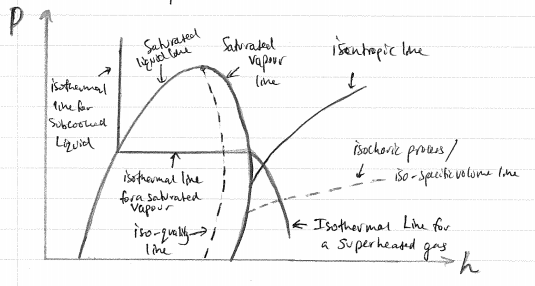 P
Saturated
liquid line
Saturated
vapour
line
isentropic line
isothermal
line for
Subcooled
Liquid
isochoric process/
iso-specific volume line
isothermal line
for a saturated
vapour
iso-quality
line
Isothermal Line for
a Superheated gas
h